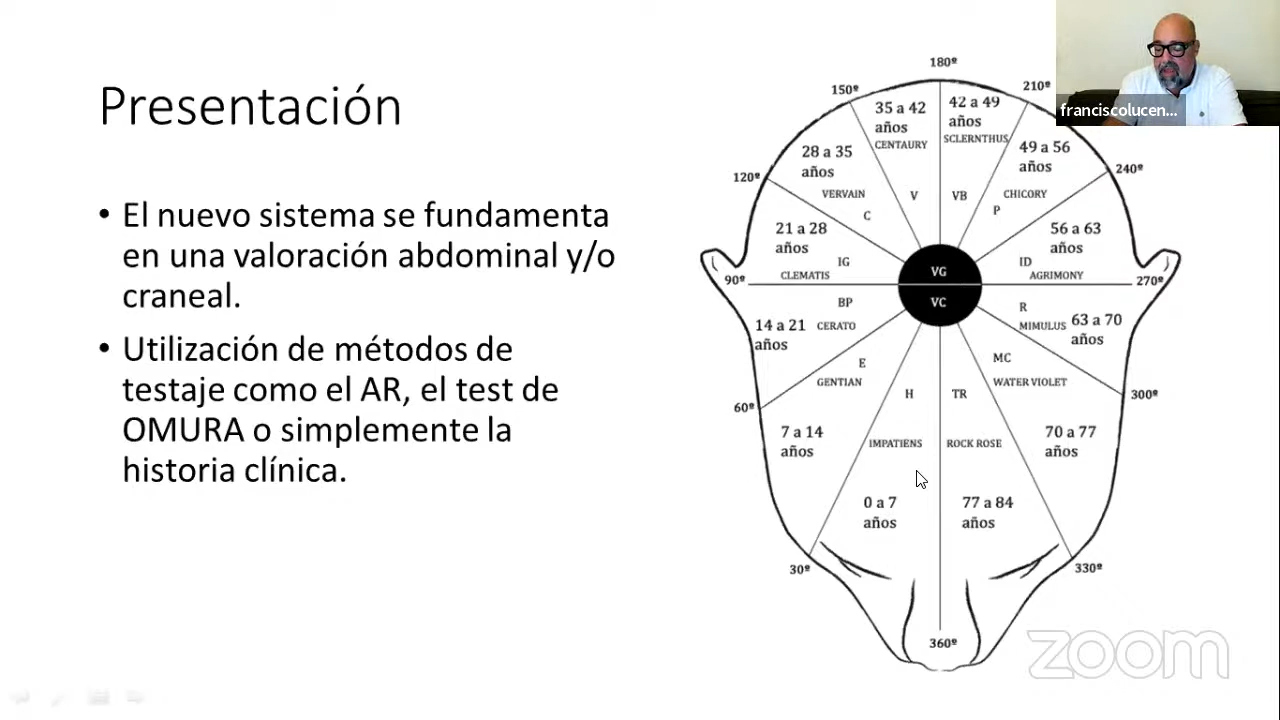 Presentación
• El nuevo sistema se fundamenta
en una valoración abdominal y/o
craneal.
• Utilización de métodos de
testaje como el AR, el test de
OMURA o simplemente la
historia clínica.
franciscolucen...
180º
150º
210º
35 a 42
años
CENTAURY
42 a 49
años
SCLERNTHUS
28 a 35
años
49 a 56
años
120º
240º
VERVAIN
C
V
VB
CHICORY
P
21 a 28
años
56 a 63
años
IG
CLEMATIS
ID
AGRIMONY
90º
270º
VG
VC
BP
CERATO
14 a 21
años
R
MIMULUS
63 a 70
años
E
GENTIAN
MC
WATER VIOLET
H
TR
60º
300º
7 a 14
años
IMPATIENS
ROCK ROSE
70 a 77
años
0 a 7
años
77 a 84
años
30º
330º
360º
zoom